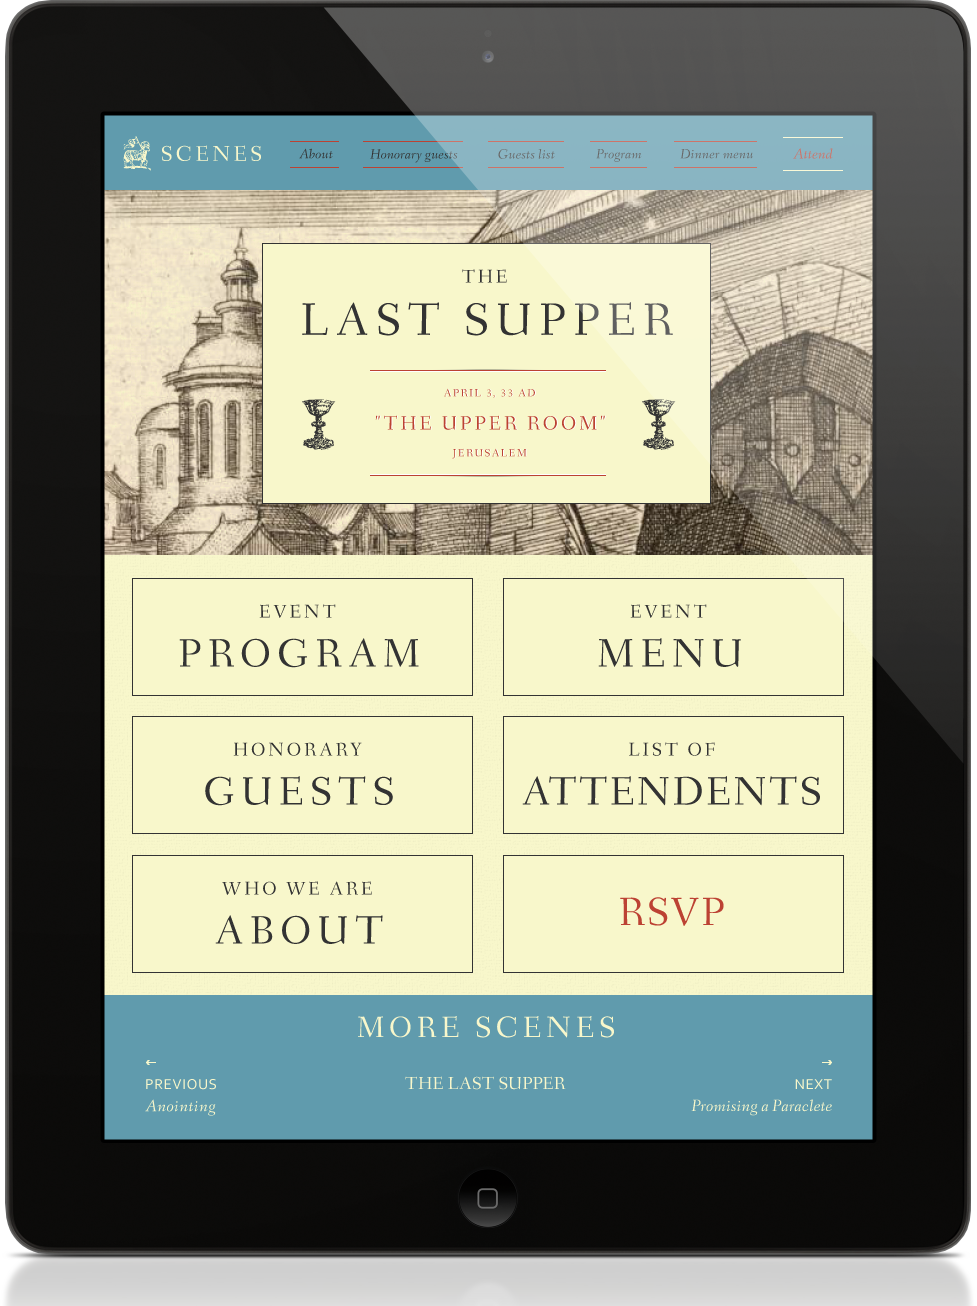 SCENES
About
Honorary guests
Guests list
Program
Dinner menu
Attend
THE
LAST SUPPER
APRIL 3, 33 AD
"THE UPPER ROOM"
JERUSALEM
EVENT
PROGRAM
EVENT
MENU
HONORARY
GUESTS
LIST OF
ATTENDENTS
WHO WE ARE
ABOUT
RSVP
MORE SCENES
←
PREVIOUS
Anointing
THE LAST SUPPER
→
NEXT
Promising a Paraclete